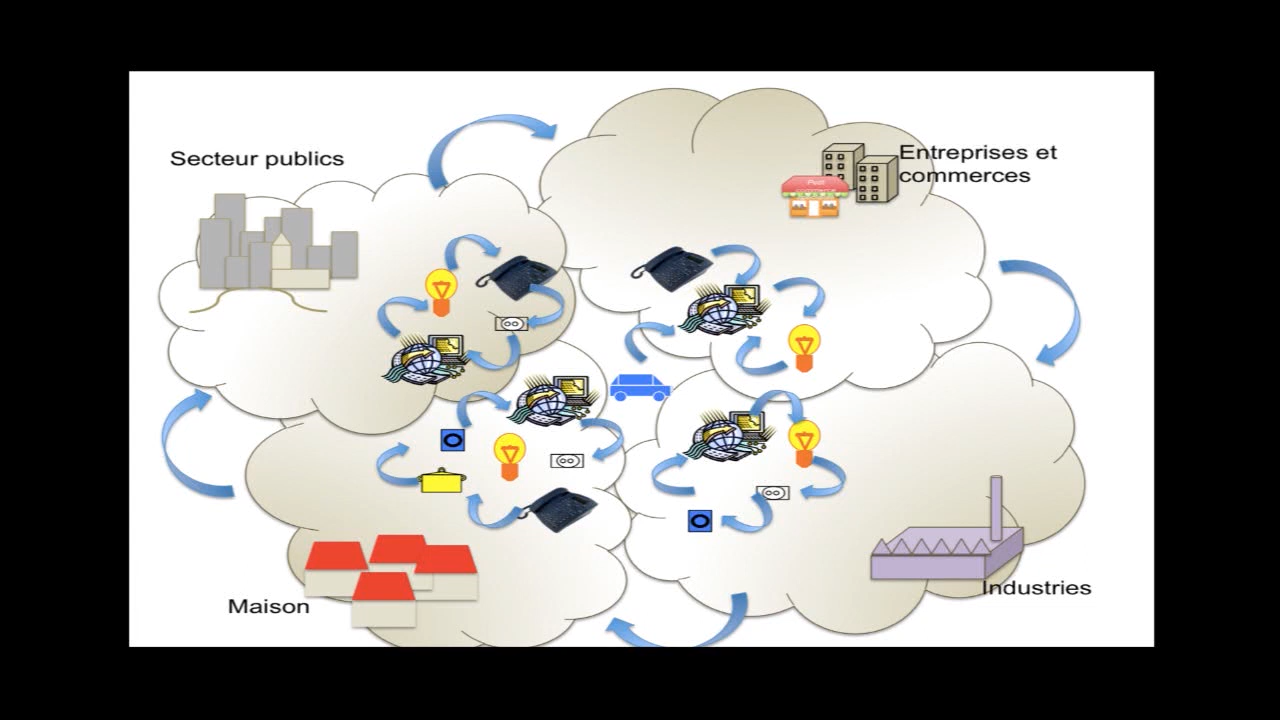 Secteur publics
Entreprises et
commerces
Maison
Industries